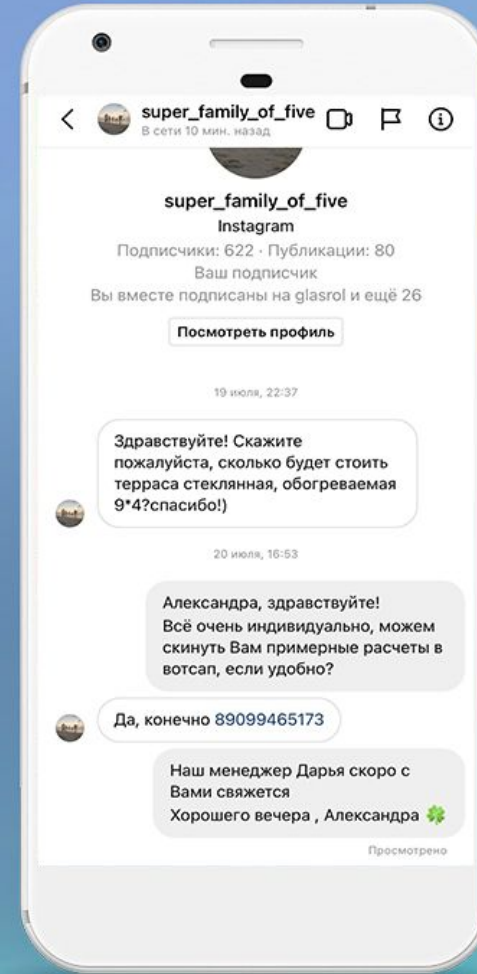 super_family_of_five
В сети 10 мин. назад
super_family_of_five
Instagram
Подписчики: 622 · Публикации: 80
Ваш подписчик
Вы вместе подписаны на glasrol и ещё 26
Посмотреть профиль
19 июля, 22:37
Здравствуйте! Скажите
пожалуйста, сколько будет стоить
терраса стеклянная, обогреваемая
9*4?спасибо!)
20 июля, 16:53
Александра, здравствуйте!
Всё очень индивидуально, можем
скинуть Вам примерные расчеты в
вотсап, если удобно?
Да, конечно 89099465173
Наш менеджер Дарья скоро с
Вами свяжется
Хорошего вечера , Александра 🍀
Просмотрено